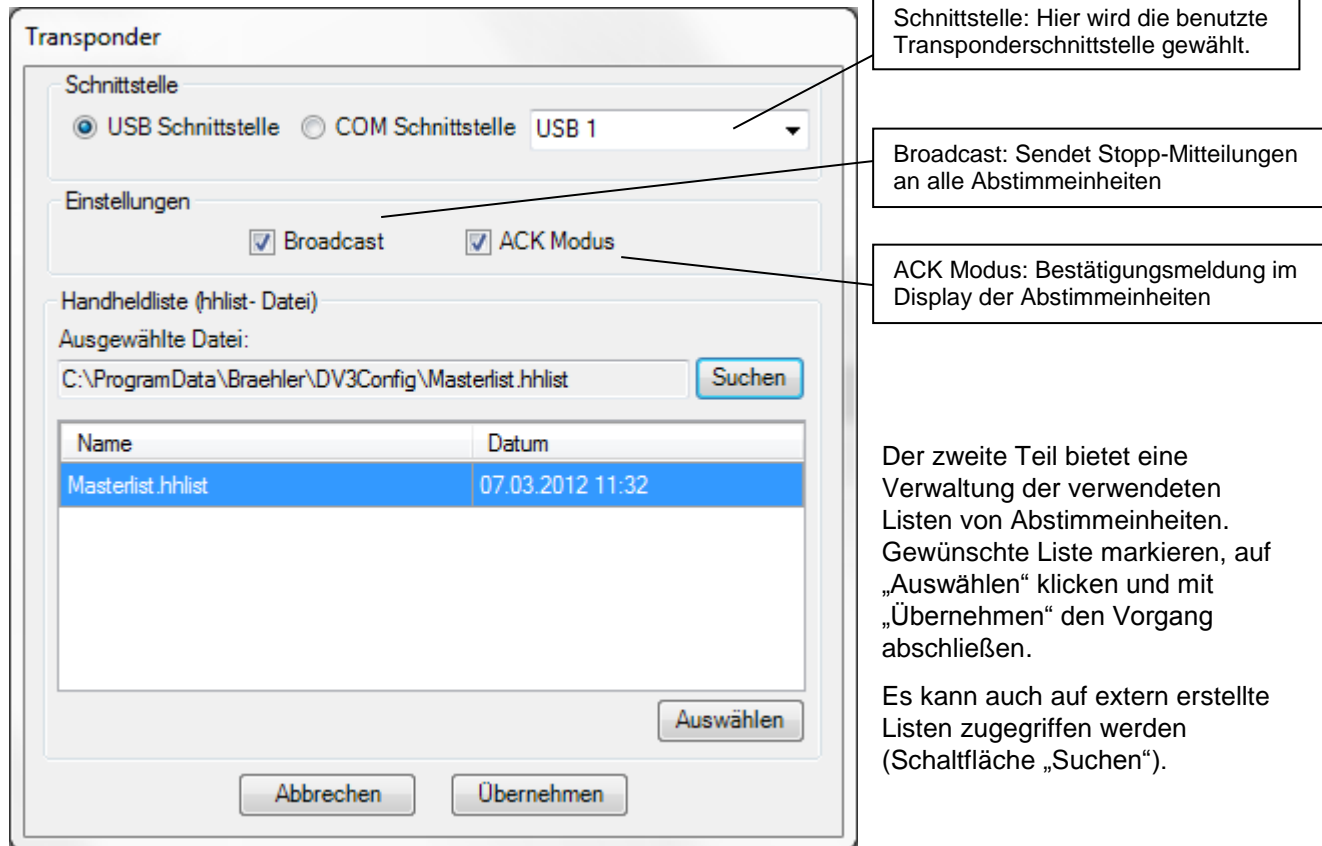 Transponder
Schnittstelle
USB Schnittstelle COM Schnittstelle USB 1
Einstellungen
Broadcast ACK Modus
Handheldliste (hhlist- Datei)
Ausgewählte Datei:
C:\ProgramData\Braehler\DV3Config\Masterlist.hhlist Suchen
Name Datum
Masterlist.hhlist 07.03.2012 11:32
Auswählen
Abbrechen Übernehmen
Schnittstelle: Hier wird die benutzte
Transponderschnittstelle gewählt.
Broadcast: Sendet Stopp-Mitteilungen
an alle Abstimmeinheiten
ACK Modus: Bestätigungsmeldung im
Display der Abstimmeinheiten
Der zweite Teil bietet eine
Verwaltung der verwendeten
Listen von Abstimmeinheiten.
Gewünschte Liste markieren, auf
„Auswählen“ klicken und mit
„Übernehmen“ den Vorgang
abschließen.
Es kann auch auf extern erstellte
Listen zugegriffen werden
(Schaltfläche „Suchen“).